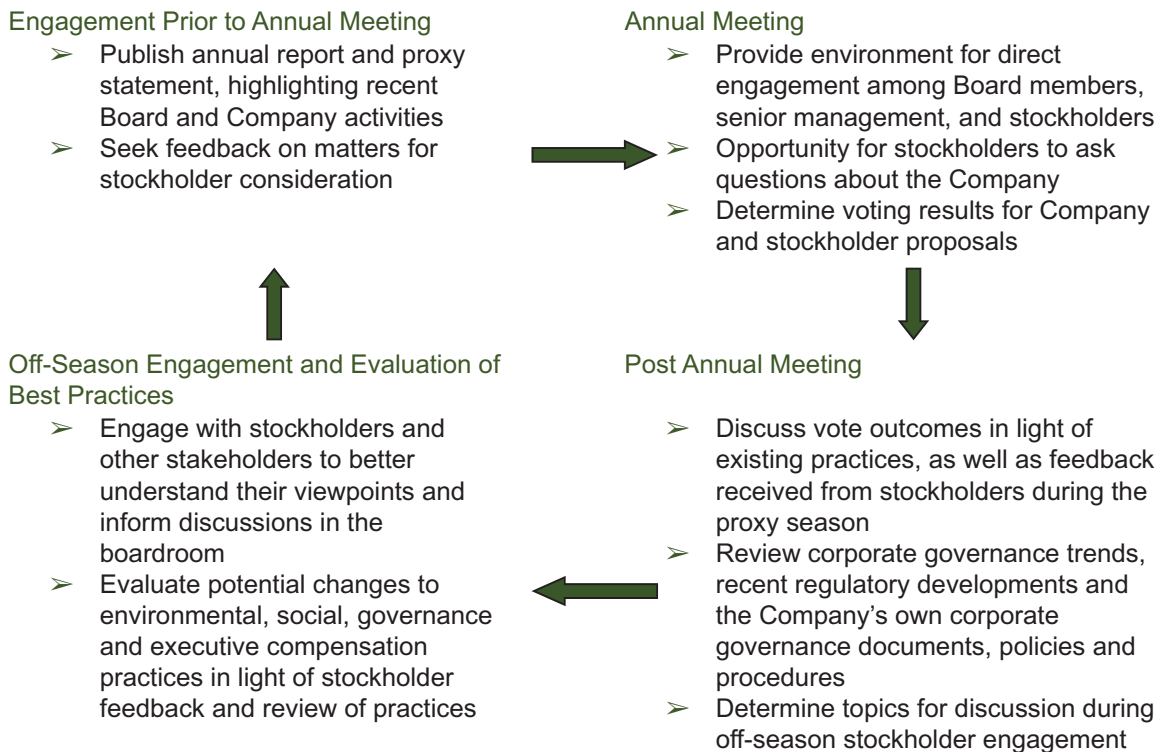 Engagement Prior to Annual Meeting
➢ Publish annual report and proxy
statement, highlighting recent
Board and Company activities
➢ Seek feedback on matters for
stockholder consideration
Annual Meeting
➢ Provide environment for direct
engagement among Board members,
senior management, and stockholders
➢ Opportunity for stockholders to ask
questions about the Company
➢ Determine voting results for Company
and stockholder proposals
Off-Season Engagement and Evaluation of
Best Practices
➢ Engage with stockholders and
other stakeholders to better
understand their viewpoints and
inform discussions in the
boardroom
➢ Evaluate potential changes to
environmental, social, governance
and executive compensation
practices in light of stockholder
feedback and review of practices
Post Annual Meeting
➢ Discuss vote outcomes in light of
existing practices, as well as feedback
received from stockholders during the
proxy season
➢ Review corporate governance trends,
recent regulatory developments and
the Company’s own corporate
governance documents, policies and
procedures
➢ Determine topics for discussion during
off-season stockholder engagement